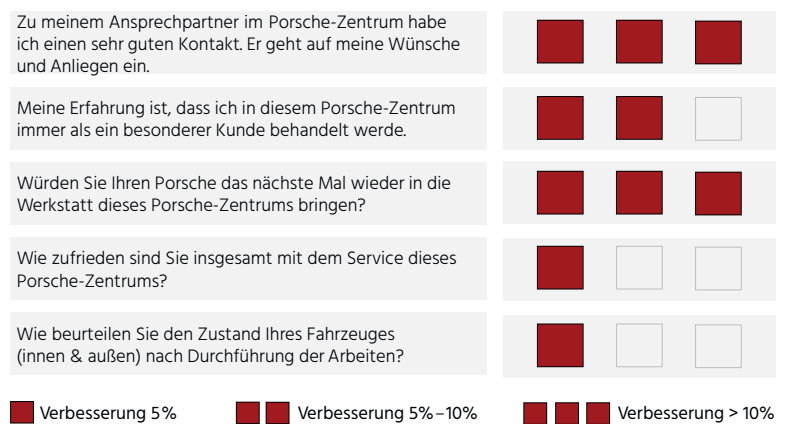 Zu meinem Ansprechpartner im Porsche-Zentrum habe
ich einen sehr guten Kontakt. Er geht auf meine Wünsche
und Anliegen ein.
Meine Erfahrung ist, dass ich in diesem Porsche-Zentrum
immer als ein besonderer Kunde behandelt werde.
Würden Sie Ihren Porsche das nächste Mal wieder in die
Werkstatt dieses Porsche-Zentrums bringen?
Wie zufrieden sind Sie insgesamt mit dem Service dieses
Porsche-Zentrums?
Wie beurteilen Sie den Zustand Ihres Fahrzeuges
(innen & außen) nach Durchführung der Arbeiten?
Verbesserung 5%
Verbesserung 5%–10%
Verbesserung > 10%